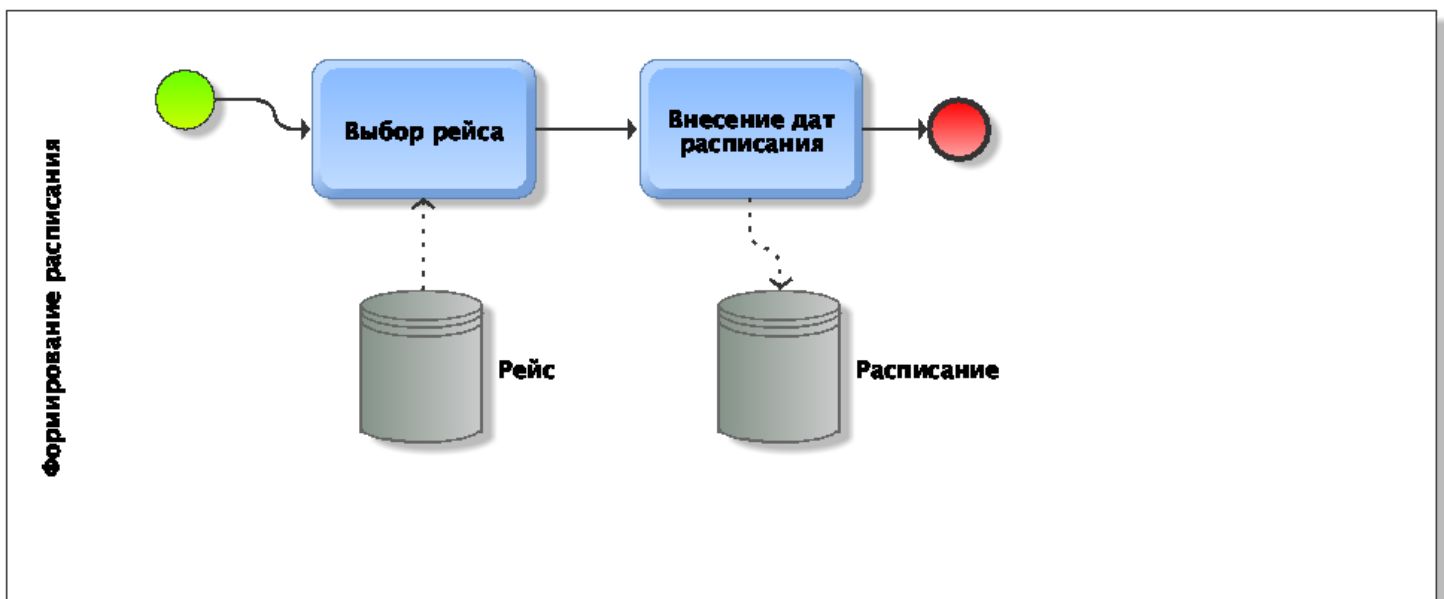 Формирование расписания
Выбор рейса
Внесение дат
расписания
Рейс
Расписание